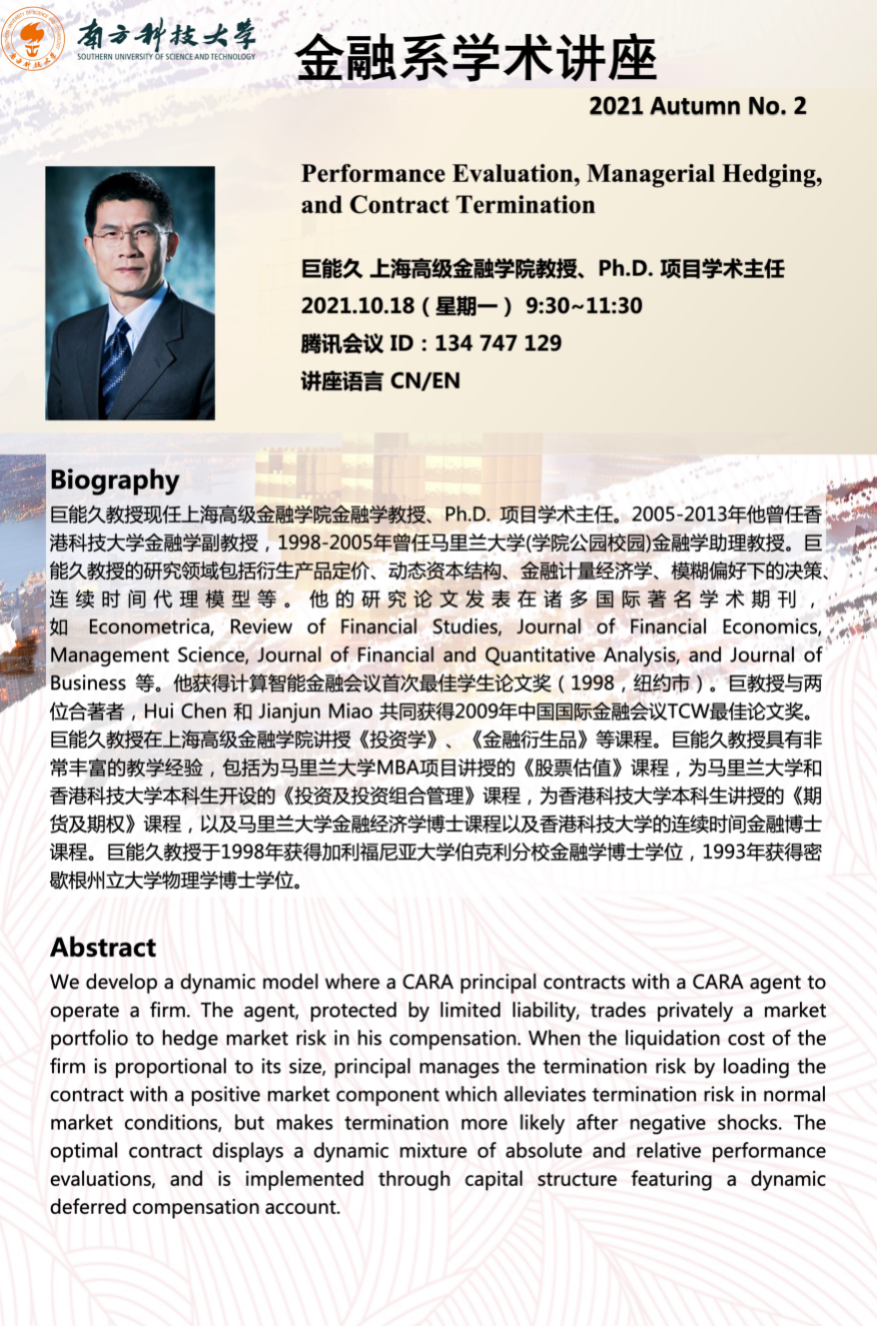 南方科技大学
SOUTHERN UNIVERSITY OF SCIENCE AND TECHNOLOGY
金融系学术讲座
2021 Autumn No. 2
Performance Evaluation, Managerial Hedging,
and Contract Termination
巨能久 上海高级金融学院教授、Ph.D. 项目学术主任
2021.10.18（星期一） 9:30~11:30
腾讯会议 ID：134 747 129
讲座语言 CN/EN
Biography
巨能久教授现任上海高级金融学院金融学教授、Ph.D. 项目学术主任。2005-2013年他曾任香
港科技大学金融学副教授，1998-2005年曾任马里兰大学(学院公园校园)金融学助理教授。巨
能久教授的研究领域包括衍生产品定价、动态资本结构、金融计量经济学、模糊偏好下的决策、
连续时间代理模型等。他的研究论文发表在诸多国际著名学术期刊，
如 Econometrica, Review of Financial Studies, Journal of Financial Economics,
Management Science, Journal of Financial and Quantitative Analysis, and Journal of
Business 等。他获得计算智能金融会议首次最佳学生论文奖（1998，纽约市）。巨教授与两
位合著者，Hui Chen 和 Jianjun Miao 共同获得2009年中国国际金融会议TCW最佳论文奖。
巨能久教授在上海高级金融学院讲授《投资学》、《金融衍生品》等课程。巨能久教授具有非
常丰富的教学经验，包括为马里兰大学MBA项目讲授的《股票估值》课程，为马里兰大学和
香港科技大学本科生开设的《投资及投资组合管理》课程，为香港科技大学本科生讲授的《期
货及期权》课程，以及马里兰大学金融经济学博士课程以及香港科技大学的连续时间金融博士
课程。巨能久教授于1998年获得加利福尼亚大学伯克利分校金融学博士学位，1993年获得密
歇根州立大学物理学博士学位。
Abstract
We develop a dynamic model where a CARA principal contracts with a CARA agent to
operate a firm. The agent, protected by limited liability, trades privately a market
portfolio to hedge market risk in his compensation. When the liquidation cost of the
firm is proportional to its size, principal manages the termination risk by loading the
contract with a positive market component which alleviates termination risk in normal
market conditions, but makes termination more likely after negative shocks. The
optimal contract displays a dynamic mixture of absolute and relative performance
evaluations, and is implemented through capital structure featuring a dynamic
deferred compensation account.